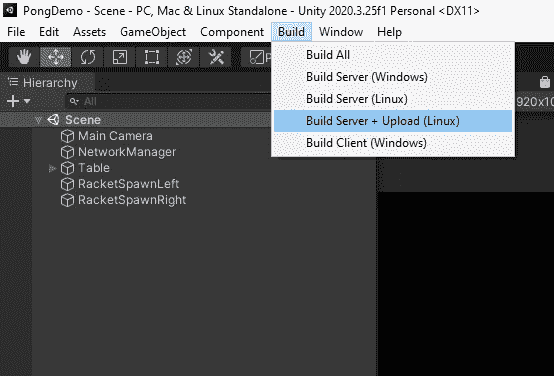 PongDemo - Scene - PC, Mac & Linux Standalone - Unity 2020.3.25f1 Personal <DX11>
File Edit Assets GameObject Component Build Window Help
Build All
Build Server (Windows)
Build Server (Linux)
Build Server + Upload (Linux)
Build Client (Windows)
Hierarchy
All
920x10
Scene
Main Camera
NetworkManager
Table
RacketSpawnLeft
RacketSpawnRight